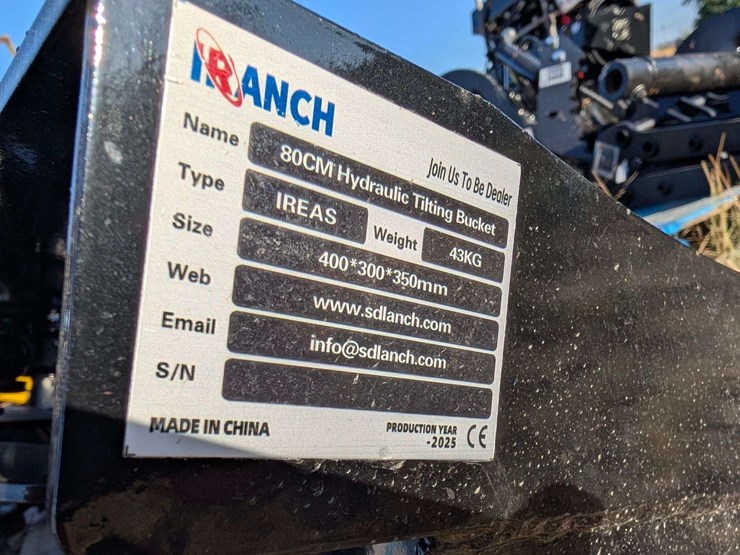 IRANCH
Join Us To Be Dealer
Name 80CM Hydraulic Tilting Bucket
Type IREAS Weight 43KG
Size 400*300*350mm
Web www.sdlanch.com
Email info@sdlanch.com
S/N
MADE IN CHINA
PRODUCTION YEAR
-2025 CE